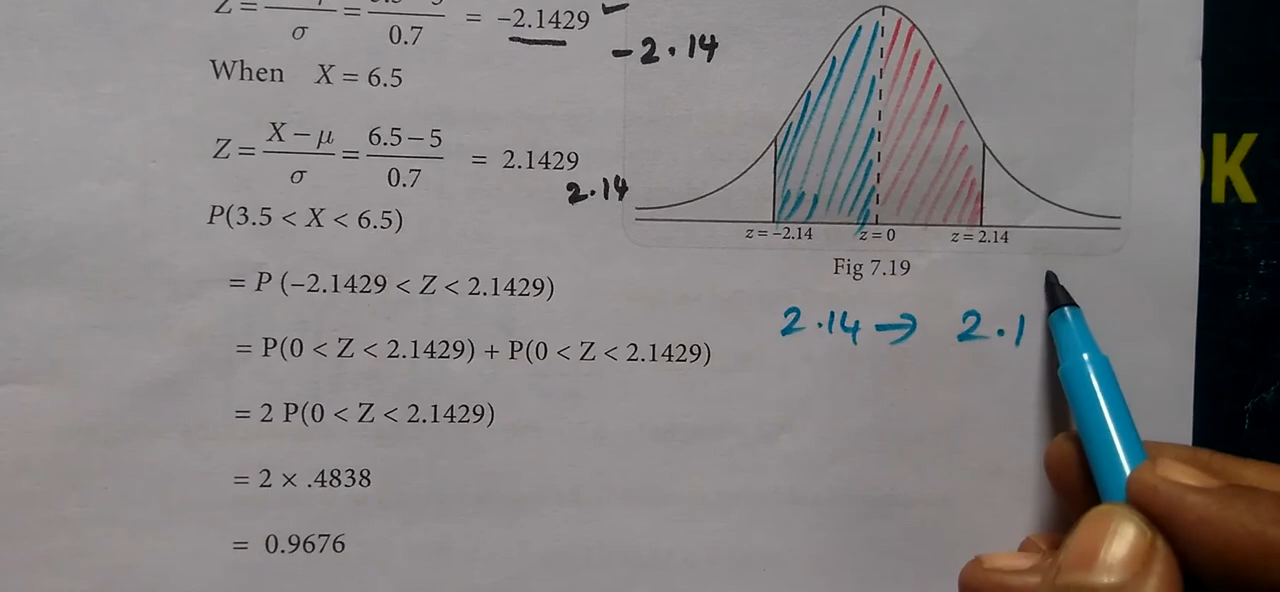 Z = —— = —— = −2.1429
σ 0.7
−2.14
When X = 6.5
Z = (X − μ)/σ = (6.5 − 5)/0.7 = 2.1429
2.14
P(3.5 < X < 6.5)
= P (−2.1429 < Z < 2.1429)
= P(0 < Z < 2.1429) + P(0 < Z < 2.1429)
= 2 P(0 < Z < 2.1429)
= 2 × .4838
= 0.9676
z = −2.14 z = 0 z = 2.14
Fig 7.19
2.14 → 2.1
K